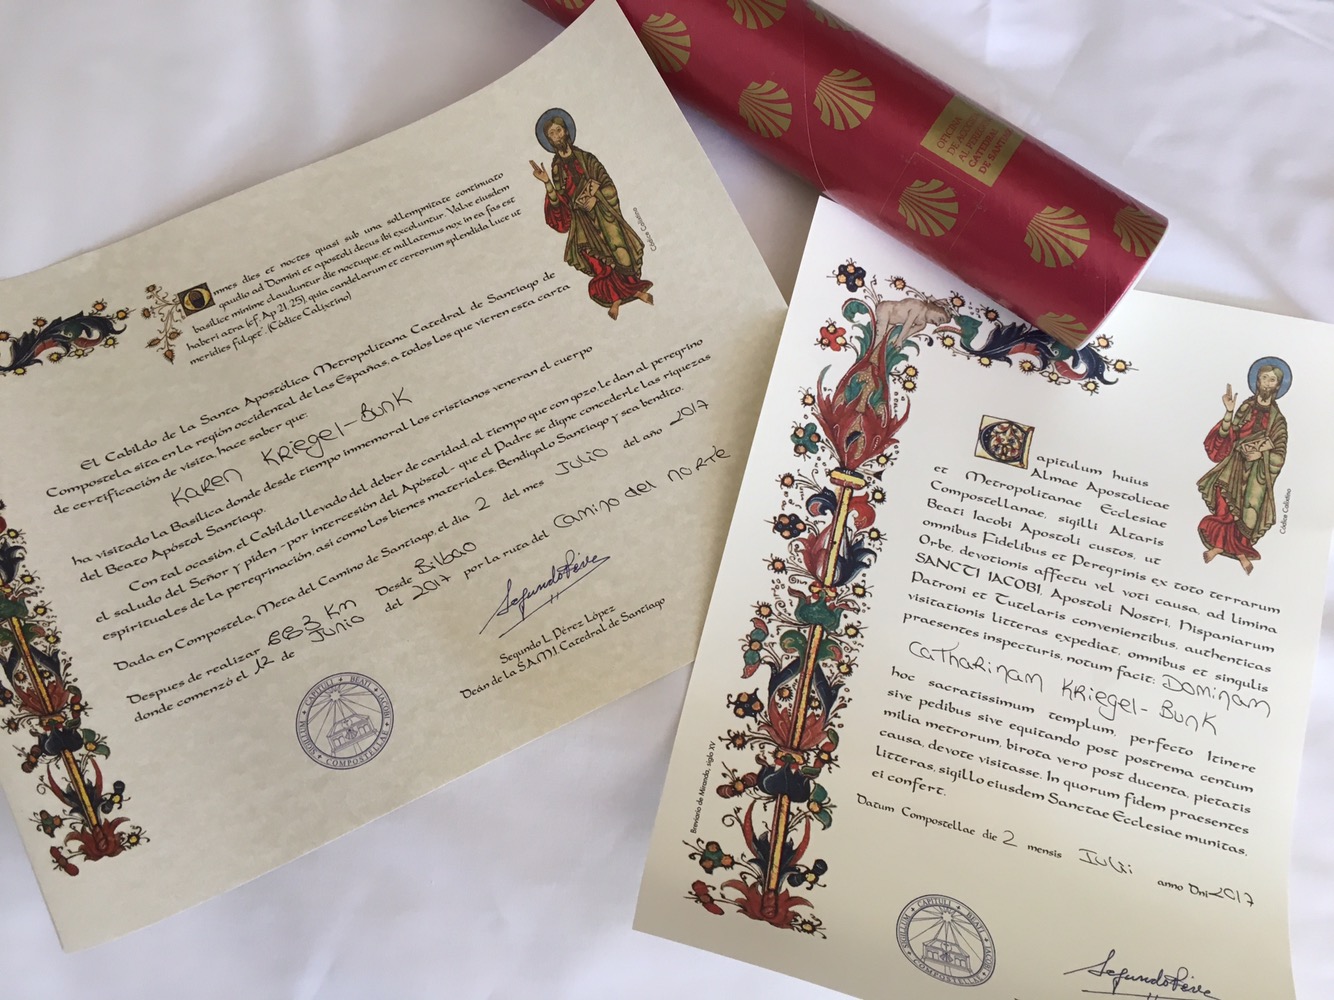 Omnes dies et noctes quasi sub una sollempnitate continuato
gaudio ad Domini et apostoli decus ibi excoluntur. Valve eiusdem
basilice minime clauduntur die noctuque, et nullatenus nox in ea fas est
haberi atra (cf. Ap 21, 25), quia candelarum et cereorum splendida luce ut
meridies fulget". (Códice Calixtino)
Códice Calixtino
El Cabildo de la Santa Apostólica Metropolitana Catedral de Santiago de
Compostela sita en la región occidental de las Españas, a todos los que vieren esta carta
de certificación de visita hace saber que:
Karen Kriegel-Bunk
ha visitado la Basílica donde desde tiempo inmemorial los cristianos veneran el cuerpo
del Beato Apóstol Santiago.
Con tal ocasión, el Cabildo llevado del deber de caridad, al tiempo que con gozo le dan al peregrino
el saludo del Señor y piden -por intercesión del Apóstol- que el Padre se digne concederle las riquezas
espirituales de la peregrinación, así como los bienes materiales. Bendígalo Santiago y sea bendito.
Dada en Compostela, Meta del Camino de Santiago, el día 2 del mes Julio del año 2017
Despues de realizar 683 Km Desde Bilbao
donde comenzó el 12 de Junio del 2017 por la ruta del Camino del Norte
Segundo L. Pérez López
Deán de la S.A.M.I. Catedral de Santiago
SIGILLUM CAPITULI BEATI JACOBI COMPOSTELLAE
OFICINA
AL PERE
CATEDRAL
DE SANTIA
Capitulum huius
Almae Apostolicae
et Metropolitanae Ecclesiae
Compostellanae, sigilli Altaris
Beati Iacobi Apostoli custos, ut
omnibus Fidelibus et Peregrinis ex toto terrarum
Orbe, devotionis affectu vel voti causa, ad limina
SANCTI IACOBI, Apostoli Nostri, Hispaniarum
Patroni et Tutelaris convenientibus, authenticas
visitationis litteras expediat, omnibus et singulis
praesentes inspecturis, notum facit: Dominam
Catharinam Kriegel-Bunk
hoc sacratissimum templum, perfecto Itinere
sive pedibus sive equitando post postrema centum
milia metrorum, birota vero post ducenta, pietatis
causa, devote visitasse. In quorum fidem praesentes
litteras, sigillo eiusdem Sanctae Ecclesiae munitas,
ei confert.
Datum Compostellae die 2 mensis Julii anno Dni 2017
Códice Calixtino
Breviario de Miranda, siglo XV
SIGILLUM CAPITULI BEATI JACOBI COMPOSTELLAE